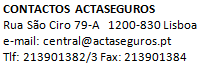 CONTACTOS ACTASEGUROS
Rua São Ciro 79-A   1200-830 Lisboa
e-mail: central@actaseguros.pt
Tlf: 213901382/3 Fax: 213901384